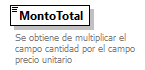 MontoTotal
Se obtiene de multiplicar el
campo cantidad por el campo
precio unitario